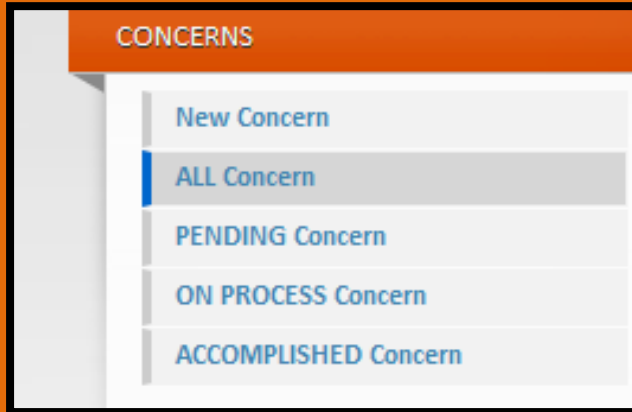 CONCERNS
New Concern
ALL Concern
PENDING Concern
ON PROCESS Concern
ACCOMPLISHED Concern